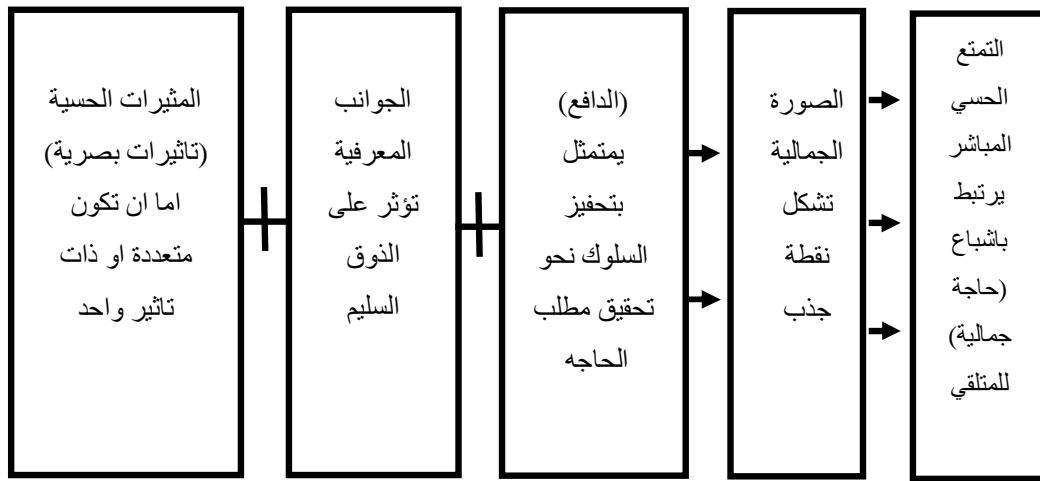 المثيرات الحسية
(تاثيرات بصرية)
اما ان تكون
متعددة او ذات
تاثير واحد
الجوانب
المعرفية
تؤثر على
الذوق
السليم
(الدافع)
يمتمثل
بتحفيز
السلوك نحو
تحقيق مطلب
الحاجه
الصورة
الجمالية
تشكل
نقطة
جذب
التمتع
الحسي
المباشر
يرتبط
باشباع
(حاجة
جمالية)
للمتلقي